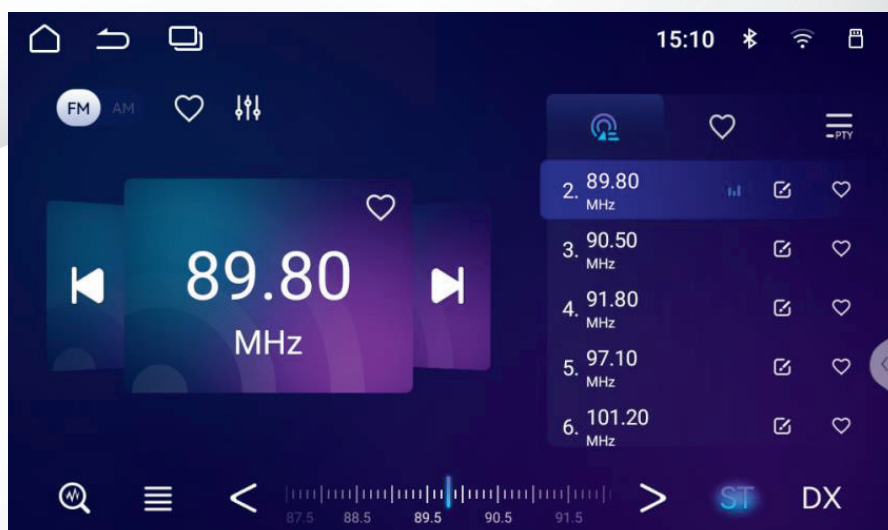 15:10
FM AM
-PTY
89.80
MHz
2. 89.80
MHz
3. 90.50
MHz
4. 91.80
MHz
5. 97.10
MHz
6. 101.20
MHz
87.5 88.5 89.5 90.5 91.5
ST DX